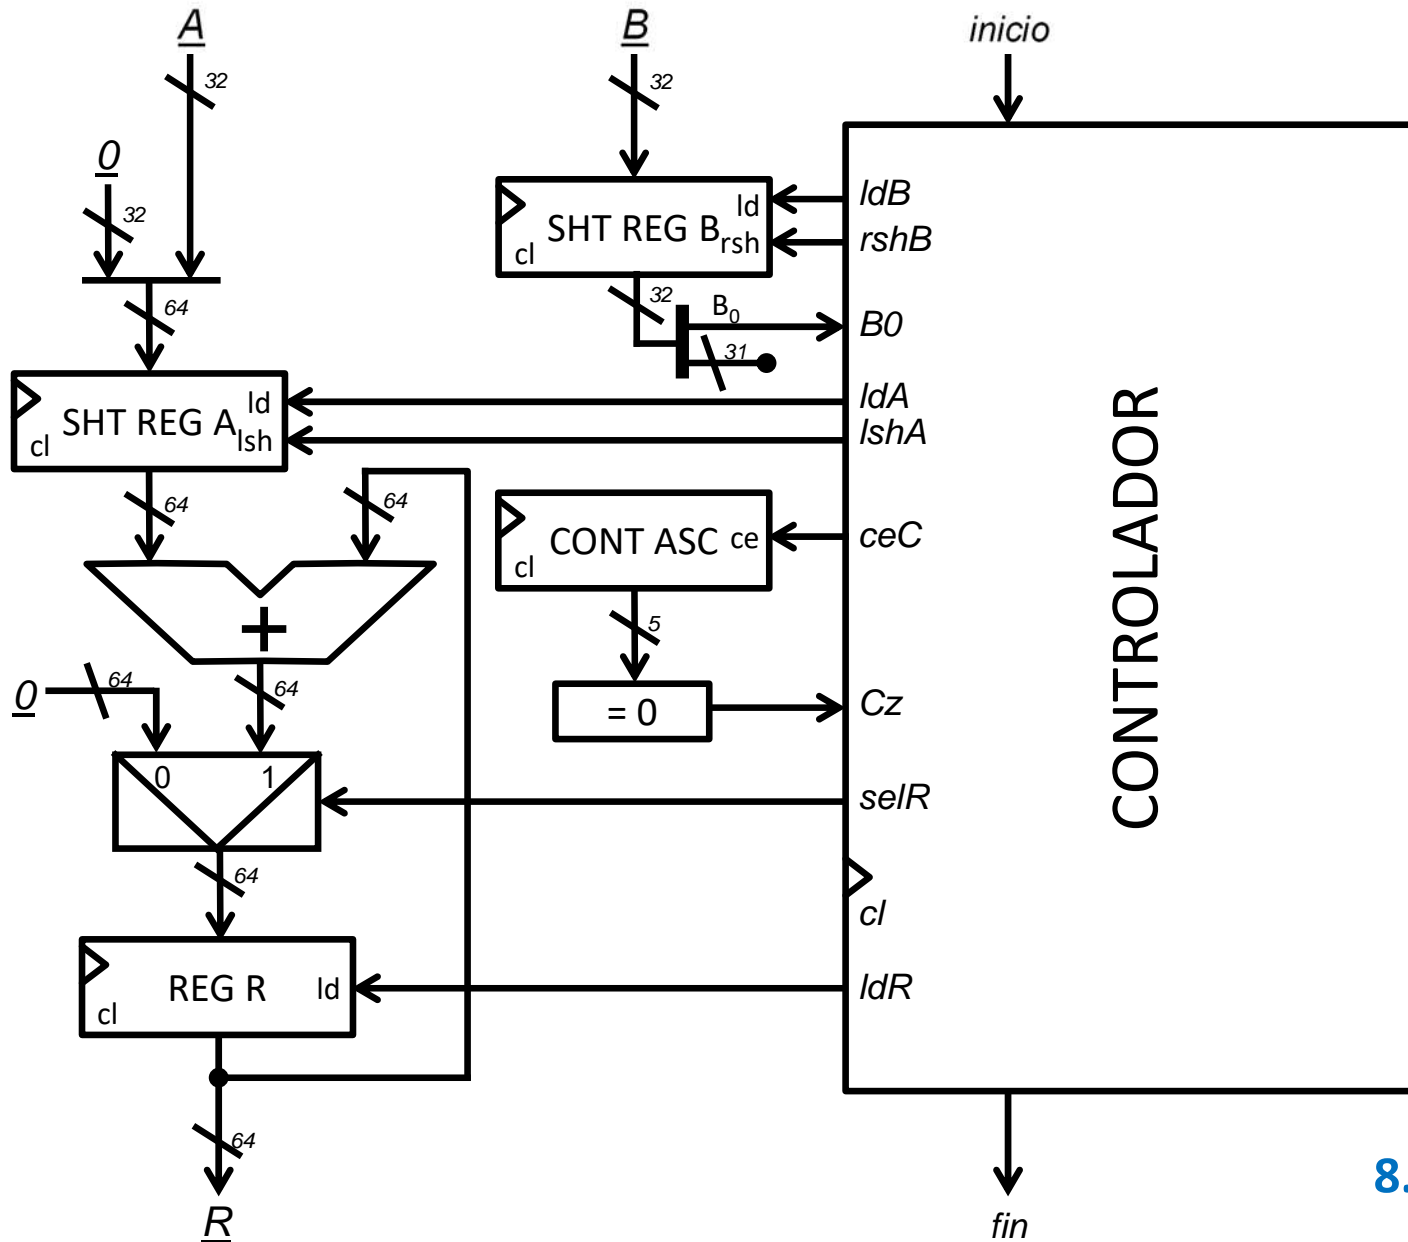 A
B
inicio
32
32
0
32
64
SHT REG B
ld
rsh
cl
ldB
rshB
32
B0
B0
31
SHT REG A
ld
lsh
cl
ldA
lshA
64
64
CONT ASC
ce
cl
ceC
CONTROLADOR
+
5
0
64
64
= 0
Cz
0
1
selR
64
cl
REG R
ld
cl
ldR
64
R
fin
8.